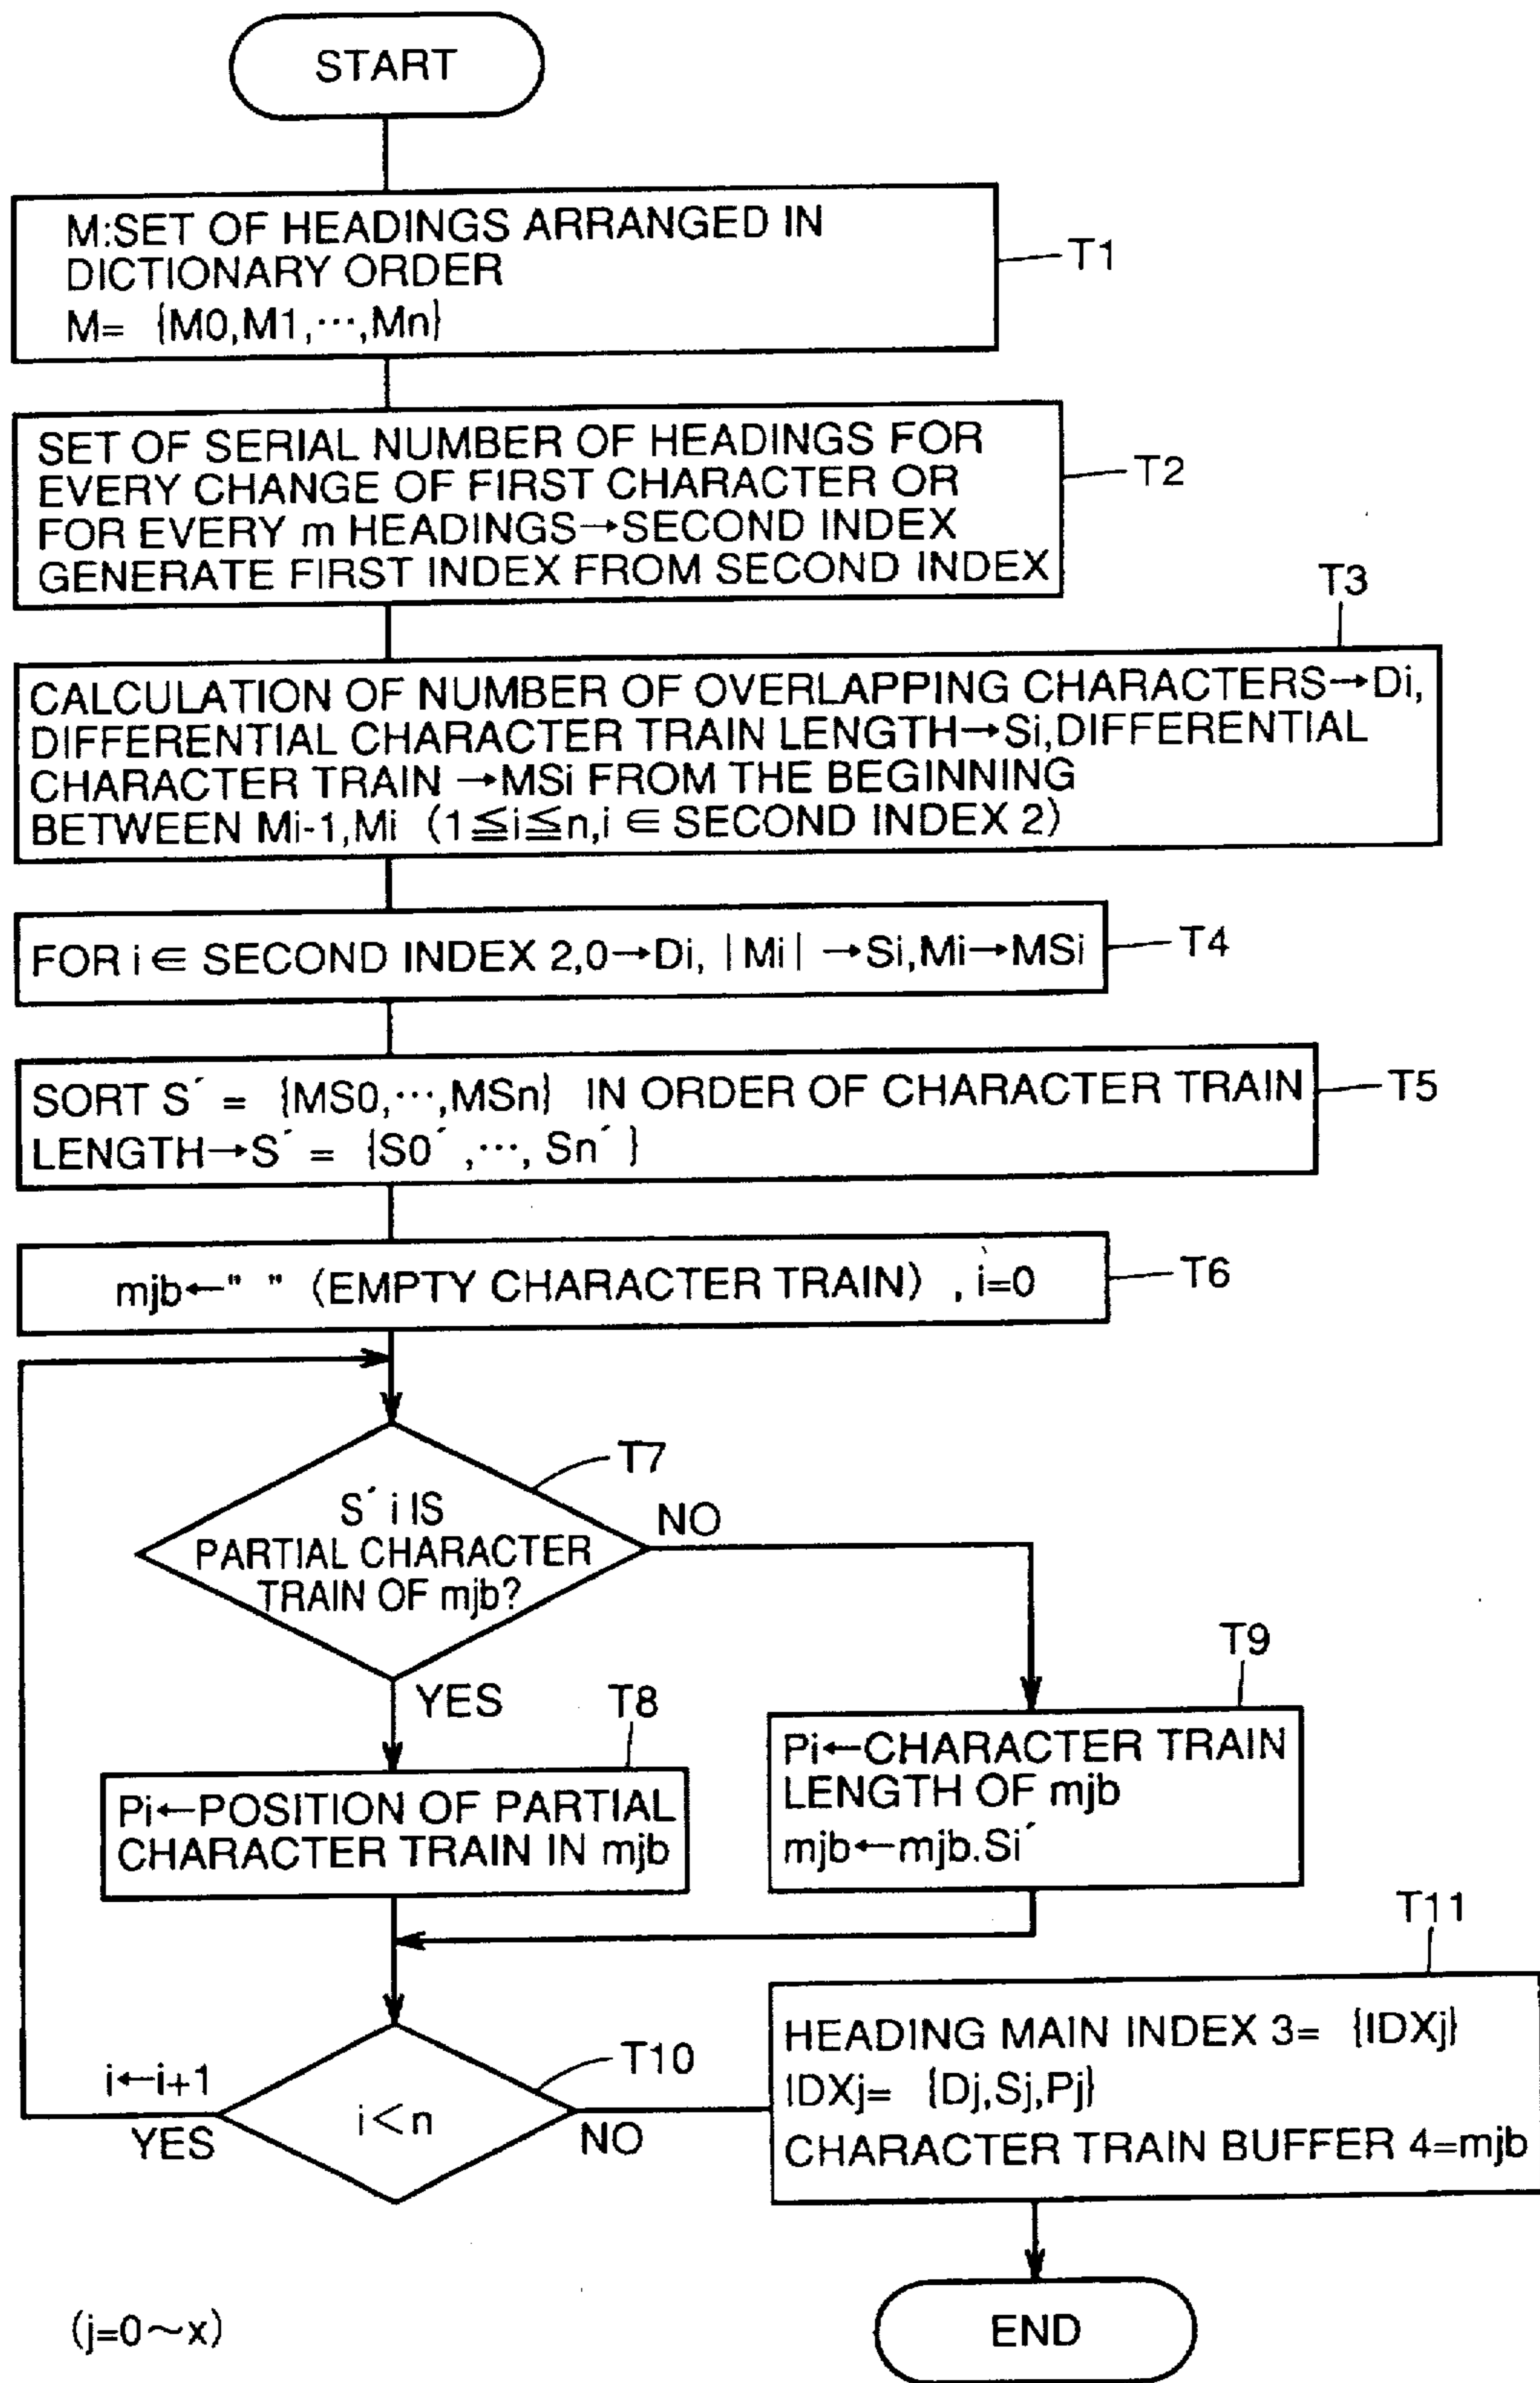 START
M:SET OF HEADINGS ARRANGED IN
DICTIONARY ORDER
M= {M0,M1,···,Mn}
T1
SET OF SERIAL NUMBER OF HEADINGS FOR
EVERY CHANGE OF FIRST CHARACTER OR
FOR EVERY m HEADINGS→SECOND INDEX
GENERATE FIRST INDEX FROM SECOND INDEX
T2
T3
CALCULATION OF NUMBER OF OVERLAPPING CHARACTERS→Di,
DIFFERENTIAL CHARACTER TRAIN LENGTH→Si,DIFFERENTIAL
CHARACTER TRAIN →MSi FROM THE BEGINNING
BETWEEN Mi-1,Mi (1≦i≦n,i ∈ SECOND INDEX 2)
FOR i ∈ SECOND INDEX 2,0→Di, |Mi| →Si,Mi→MSi
T4
SORT S´ = {MS0,···,MSn} IN ORDER OF CHARACTER TRAIN
LENGTH→S´ = {S0´ ,···, Sn´ }
T5
mjb←" " (EMPTY CHARACTER TRAIN) , i=0
T6
T7
S´ i IS
PARTIAL CHARACTER
TRAIN OF mjb?
NO
YES
T8
Pi←POSITION OF PARTIAL
CHARACTER TRAIN IN mjb
T9
Pi←CHARACTER TRAIN
LENGTH OF mjb
mjb←mjb.Si´
T10
i<n
i←i+1
YES
NO
T11
HEADING MAIN INDEX 3= {IDXj}
IDXj= {Dj,Sj,Pj}
CHARACTER TRAIN BUFFER 4=mjb
(j=0~x)
END